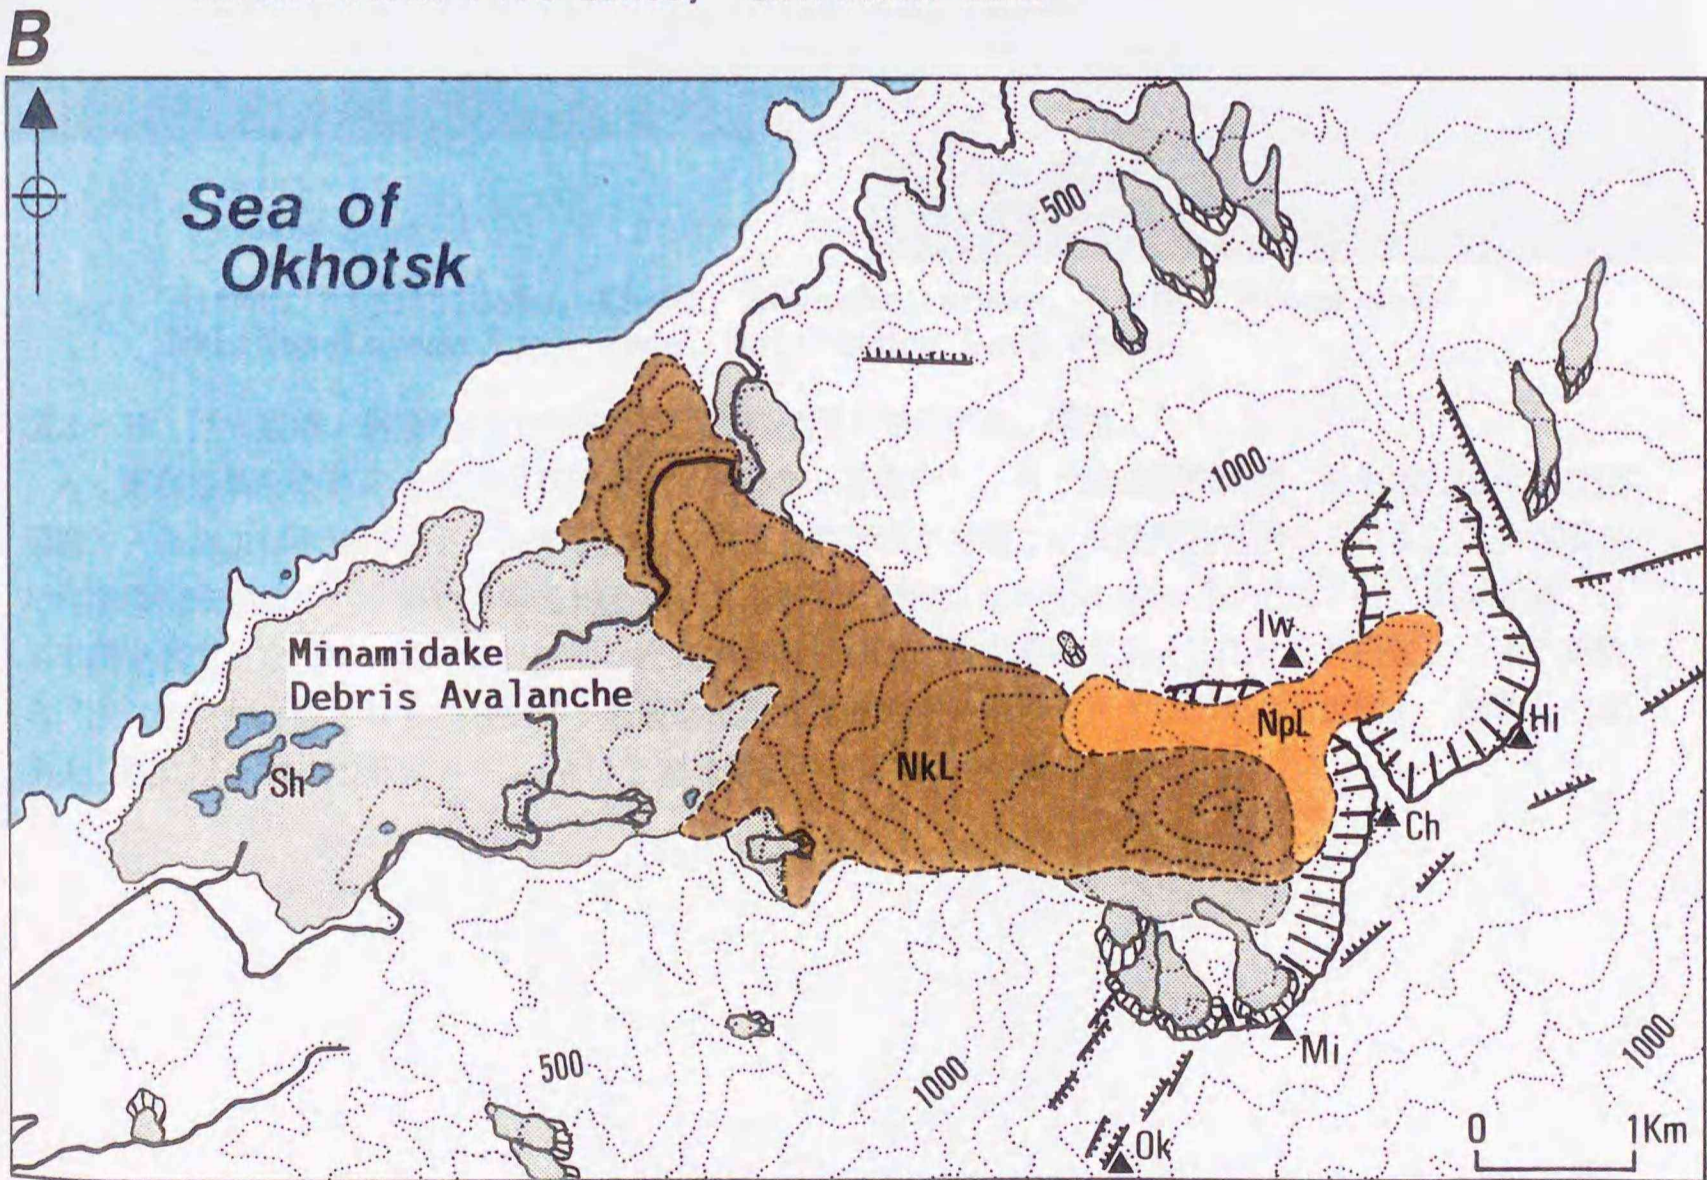 B
Sea of
Okhotsk
500
1000
Iw
Minamidake
Debris Avalanche
NpL
Hi
NkL
Sh
Ch
1000
Mi
500
1000
0 1Km
Ok